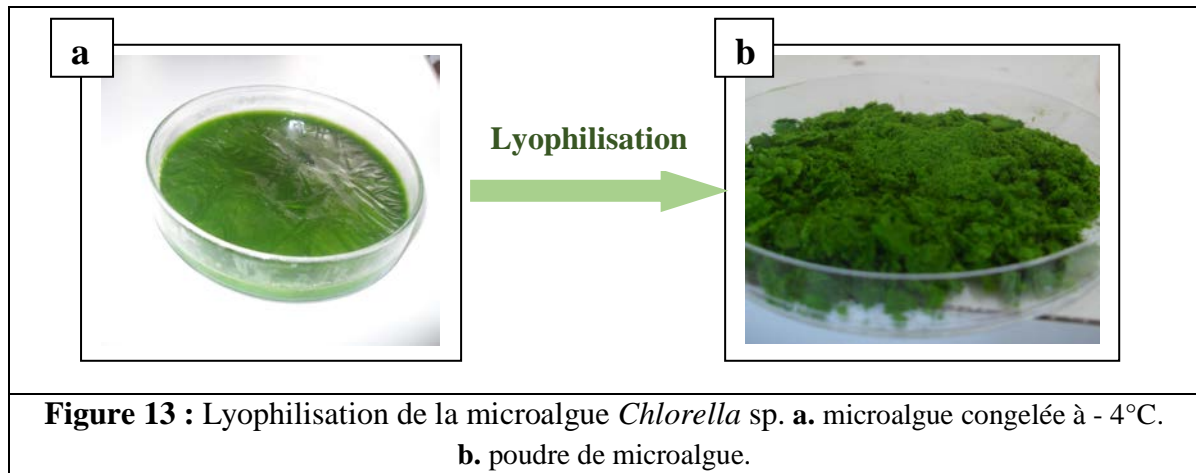 a
b
Lyophilisation
Figure 13 : Lyophilisation de la microalgue Chlorella sp. a. microalgue congelée à - 4°C.
b. poudre de microalgue.